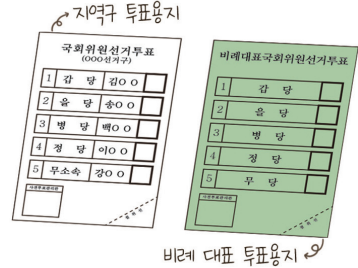 지역구 투표용지
국회의원선거투표
(OOO선거구)
1 갑 당 김O O
2 을 당 송O O
3 병 당 백O O
4 정 당 이O O
5 무소속 강O O
비례대표국회의원선거투표
1 갑 당
2 을 당
3 병 당
4 정 당
5 무 당
비례 대표 투표용지